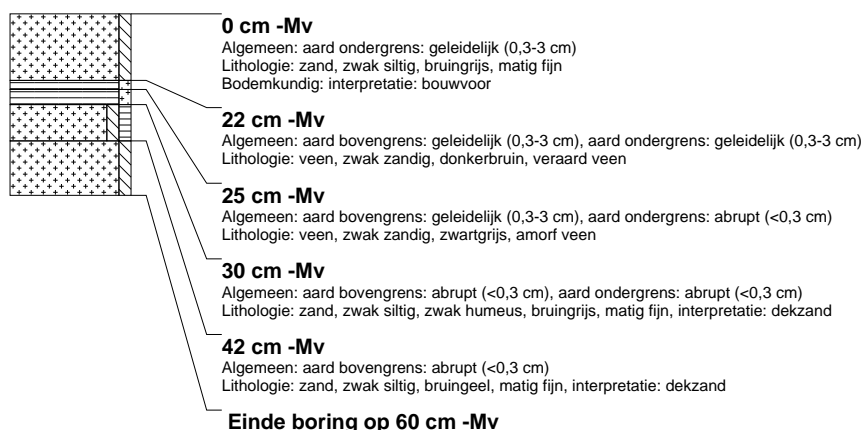 0 cm -Mv
Algemeen: aard ondergrens: geleidelijk (0,3-3 cm)
Lithologie: zand, zwak siltig, bruingrijs, matig fijn
Bodemkundig: interpretatie: bouwvoor
22 cm -Mv
Algemeen: aard bovengrens: geleidelijk (0,3-3 cm), aard ondergrens: geleidelijk (0,3-3 cm)
Lithologie: veen, zwak zandig, donkerbruin, veraard veen
25 cm -Mv
Algemeen: aard bovengrens: geleidelijk (0,3-3 cm), aard ondergrens: abrupt (<0,3 cm)
Lithologie: veen, zwak zandig, zwartgrijs, amorf veen
30 cm -Mv
Algemeen: aard bovengrens: abrupt (<0,3 cm), aard ondergrens: abrupt (<0,3 cm)
Lithologie: zand, zwak siltig, zwak humeus, bruingrijs, matig fijn, interpretatie: dekzand
42 cm -Mv
Algemeen: aard bovengrens: abrupt (<0,3 cm)
Lithologie: zand, zwak siltig, bruingeel, matig fijn, interpretatie: dekzand
Einde boring op 60 cm -Mv